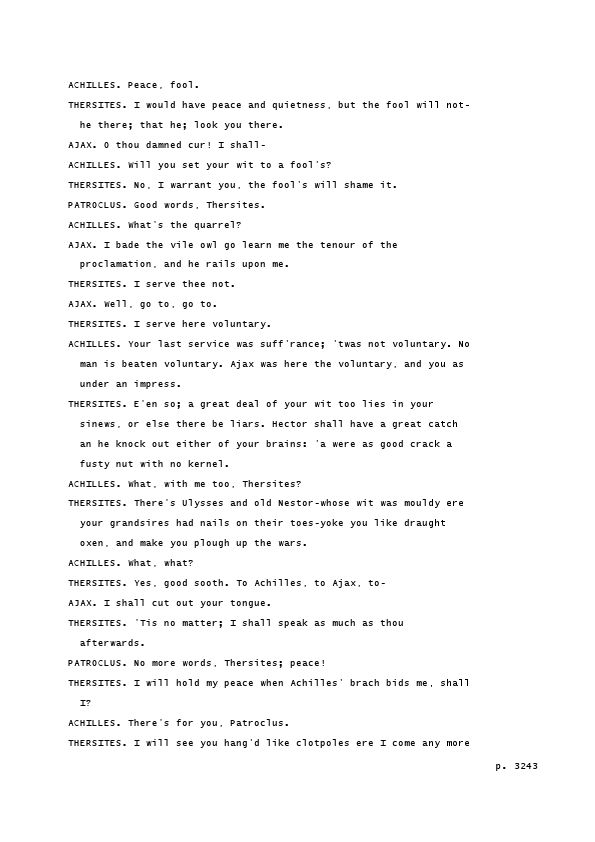 ACHILLES. Peace, fool.
THERSITES. I would have peace and quietness, but the fool will not-
he there; that he; look you there.
AJAX. O thou damned cur! I shall-
ACHILLES. Will you set your wit to a fool's?
THERSITES. No, I warrant you, the fool's will shame it.
PATROCLUS. Good words, Thersites.
ACHILLES. What's the quarrel?
AJAX. I bade the vile owl go learn me the tenour of the
proclamation, and he rails upon me.
THERSITES. I serve thee not.
AJAX. Well, go to, go to.
THERSITES. I serve here voluntary.
ACHILLES. Your last service was suff'rance; 'twas not voluntary. No
man is beaten voluntary. Ajax was here the voluntary, and you as
under an impress.
THERSITES. E'en so; a great deal of your wit too lies in your
sinews, or else there be liars. Hector shall have a great catch
an he knock out either of your brains: 'a were as good crack a
fusty nut with no kernel.
ACHILLES. What, with me too, Thersites?
THERSITES. There's Ulysses and old Nestor-whose wit was mouldy ere
your grandsires had nails on their toes-yoke you like draught
oxen, and make you plough up the wars.
ACHILLES. What, what?
THERSITES. Yes, good sooth. To Achilles, to Ajax, to-
AJAX. I shall cut out your tongue.
THERSITES. 'Tis no matter; I shall speak as much as thou
afterwards.
PATROCLUS. No more words, Thersites; peace!
THERSITES. I will hold my peace when Achilles' brach bids me, shall
I?
ACHILLES. There's for you, Patroclus.
THERSITES. I will see you hang'd like clotpoles ere I come any more
p. 3243